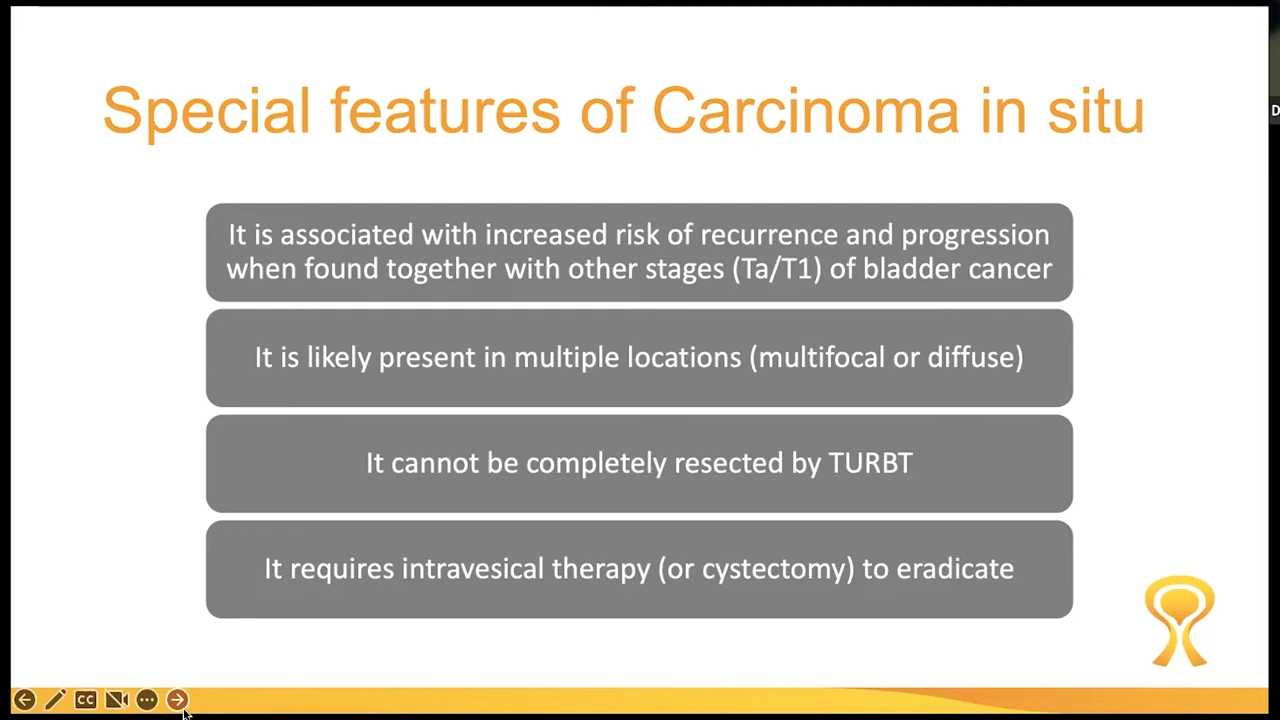 Special features of Carcinoma in situ
D
It is associated with increased risk of recurrence and progression
when found together with other stages (Ta/T1) of bladder cancer
It is likely present in multiple locations (multifocal or diffuse)
It cannot be completely resected by TURBT
It requires intravesical therapy (or cystectomy) to eradicate
CC